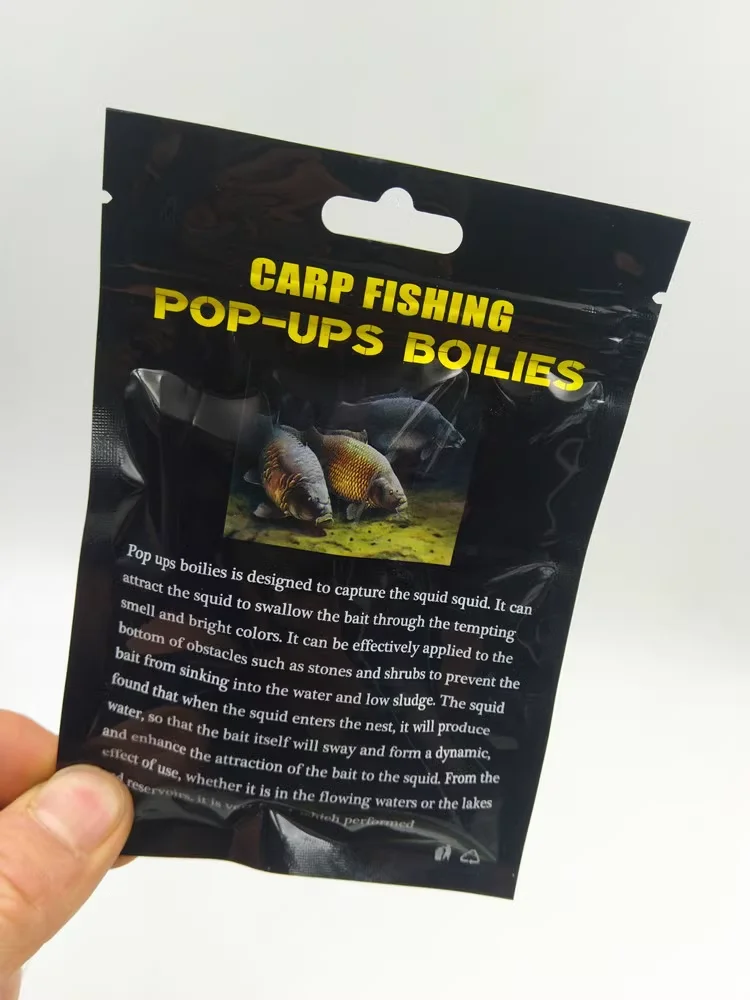 CARP FISHING
POP-UPS BOILIES
Pop ups boilies is designed to capture the squid squid. It can
attract the squid to swallow the bait through the tempting
smell and bright colors. It can be effectively applied to the
bottom of obstacles such as stones and shrubs to prevent the
bait from sinking into the water and low sludge. The squid
found that when the squid enters the nest, it will produce
water, so that the bait itself will sway and form a dynamic,
and enhance the attraction of the bait to the squid. From the
effect of use, whether it is in the flowing waters or the lakes
reservoirs, it is which performed